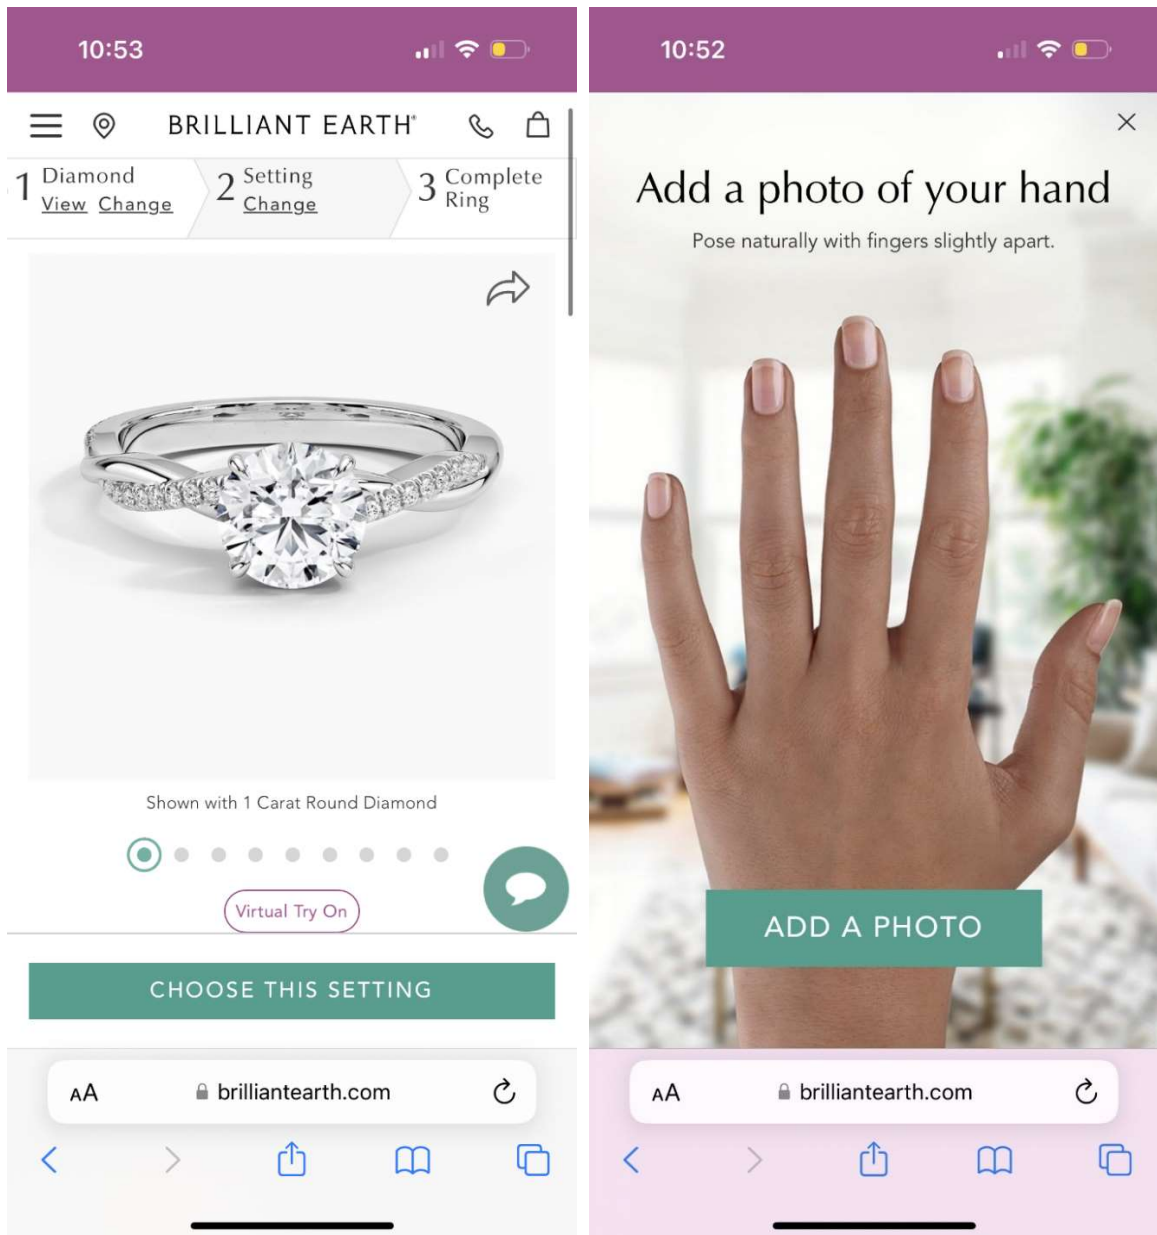 10:53
BRILLIANT EARTH®
1 Diamond
View Change
2 Setting
Change
3 Complete
Ring
Shown with 1 Carat Round Diamond
Virtual Try On
CHOOSE THIS SETTING
AA
brilliantearth.com
10:52
Add a photo of your hand
Pose naturally with fingers slightly apart.
ADD A PHOTO
AA
brilliantearth.com